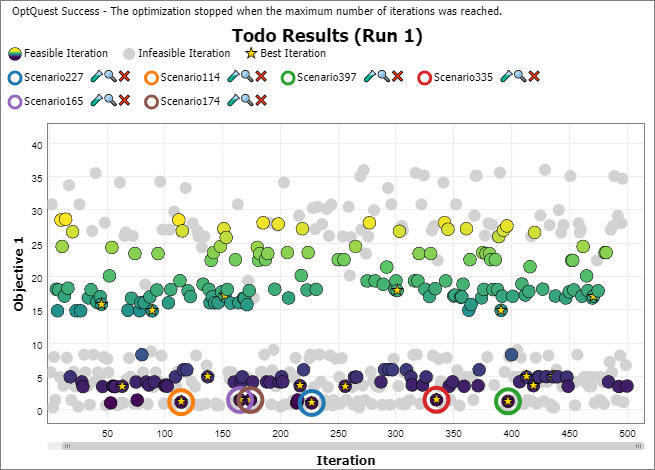 OptQuest Success - The optimization stopped when the maximum number of iterations was reached.
Todo Results (Run 1)
Feasible Iteration Infeasible Iteration Best Iteration
Scenario227 Scenario114 Scenario397 Scenario335
Scenario165 Scenario174
Objective 1
40
35
30
25
20
15
10
5
0
50 100 150 200 250 300 350 400 450 500
0 500
Iteration